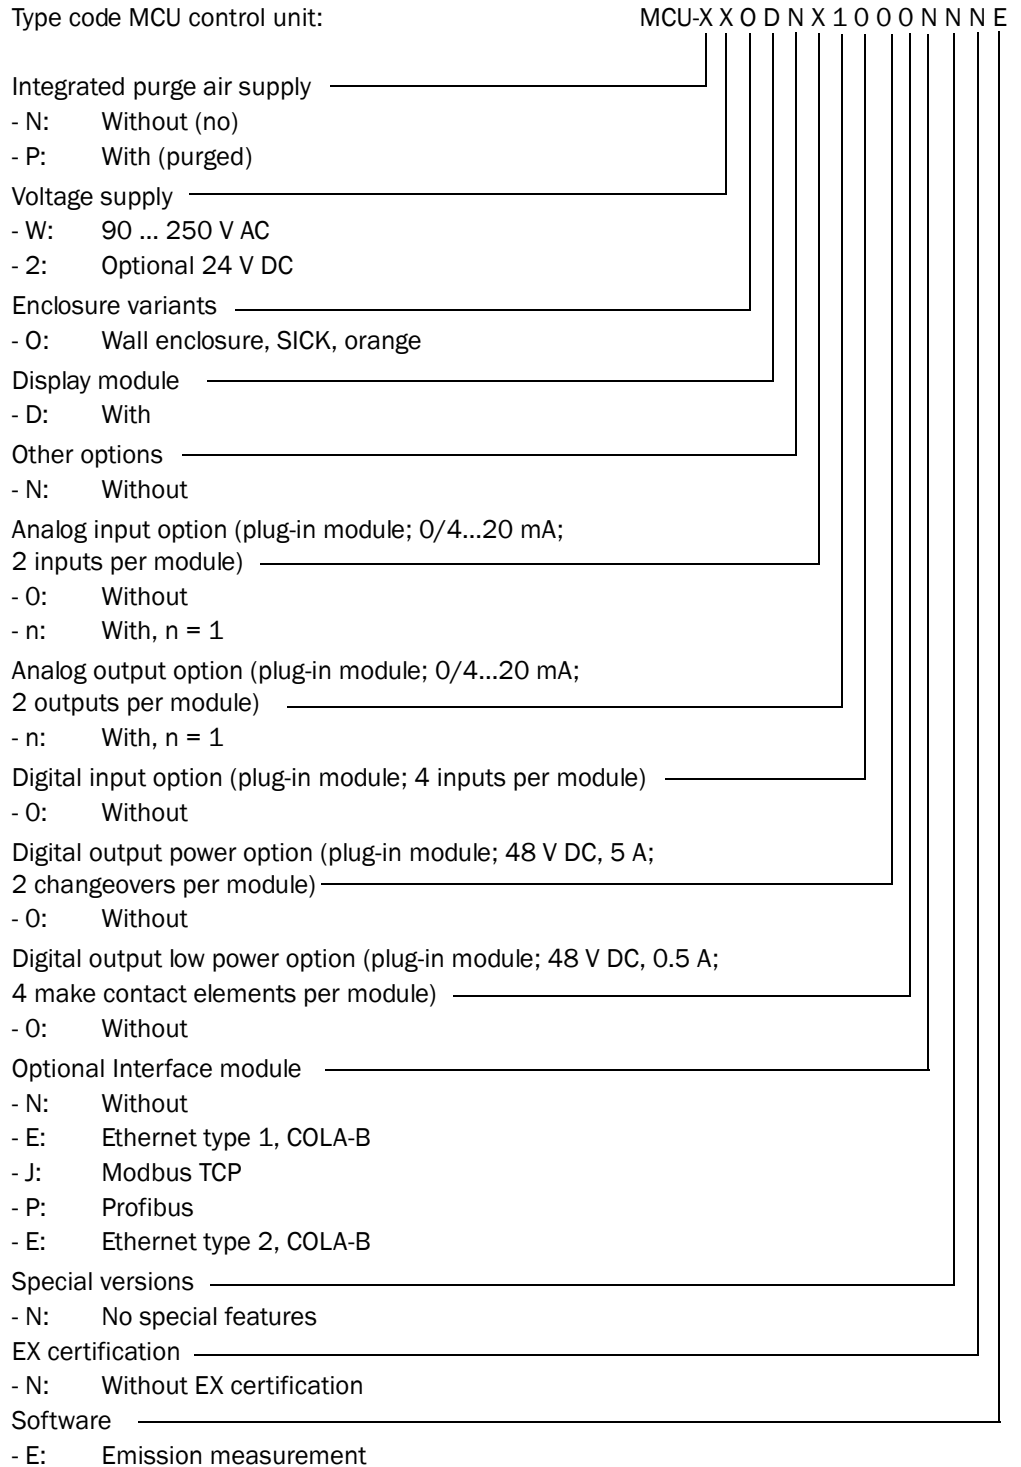 Type code MCU control unit: MCU-X X O D N X 1 0 0 0 N N N E
Integrated purge air supply
- N: Without (no)
- P: With (purged)
Voltage supply
- W: 90 ... 250 V AC
- 2: Optional 24 V DC
Enclosure variants
- O: Wall enclosure, SICK, orange
Display module
- D: With
Other options
- N: Without
Analog input option (plug-in module; 0/4...20 mA;
2 inputs per module)
- 0: Without
- n: With, n = 1
Analog output option (plug-in module; 0/4...20 mA;
2 outputs per module)
- n: With, n = 1
Digital input option (plug-in module; 4 inputs per module)
- 0: Without
Digital output power option (plug-in module; 48 V DC, 5 A;
2 changeovers per module)
- 0: Without
Digital output low power option (plug-in module; 48 V DC, 0.5 A;
4 make contact elements per module)
- 0: Without
Optional Interface module
- N: Without
- E: Ethernet type 1, COLA-B
- J: Modbus TCP
- P: Profibus
- E: Ethernet type 2, COLA-B
Special versions
- N: No special features
EX certification
- N: Without EX certification
Software
- E: Emission measurement